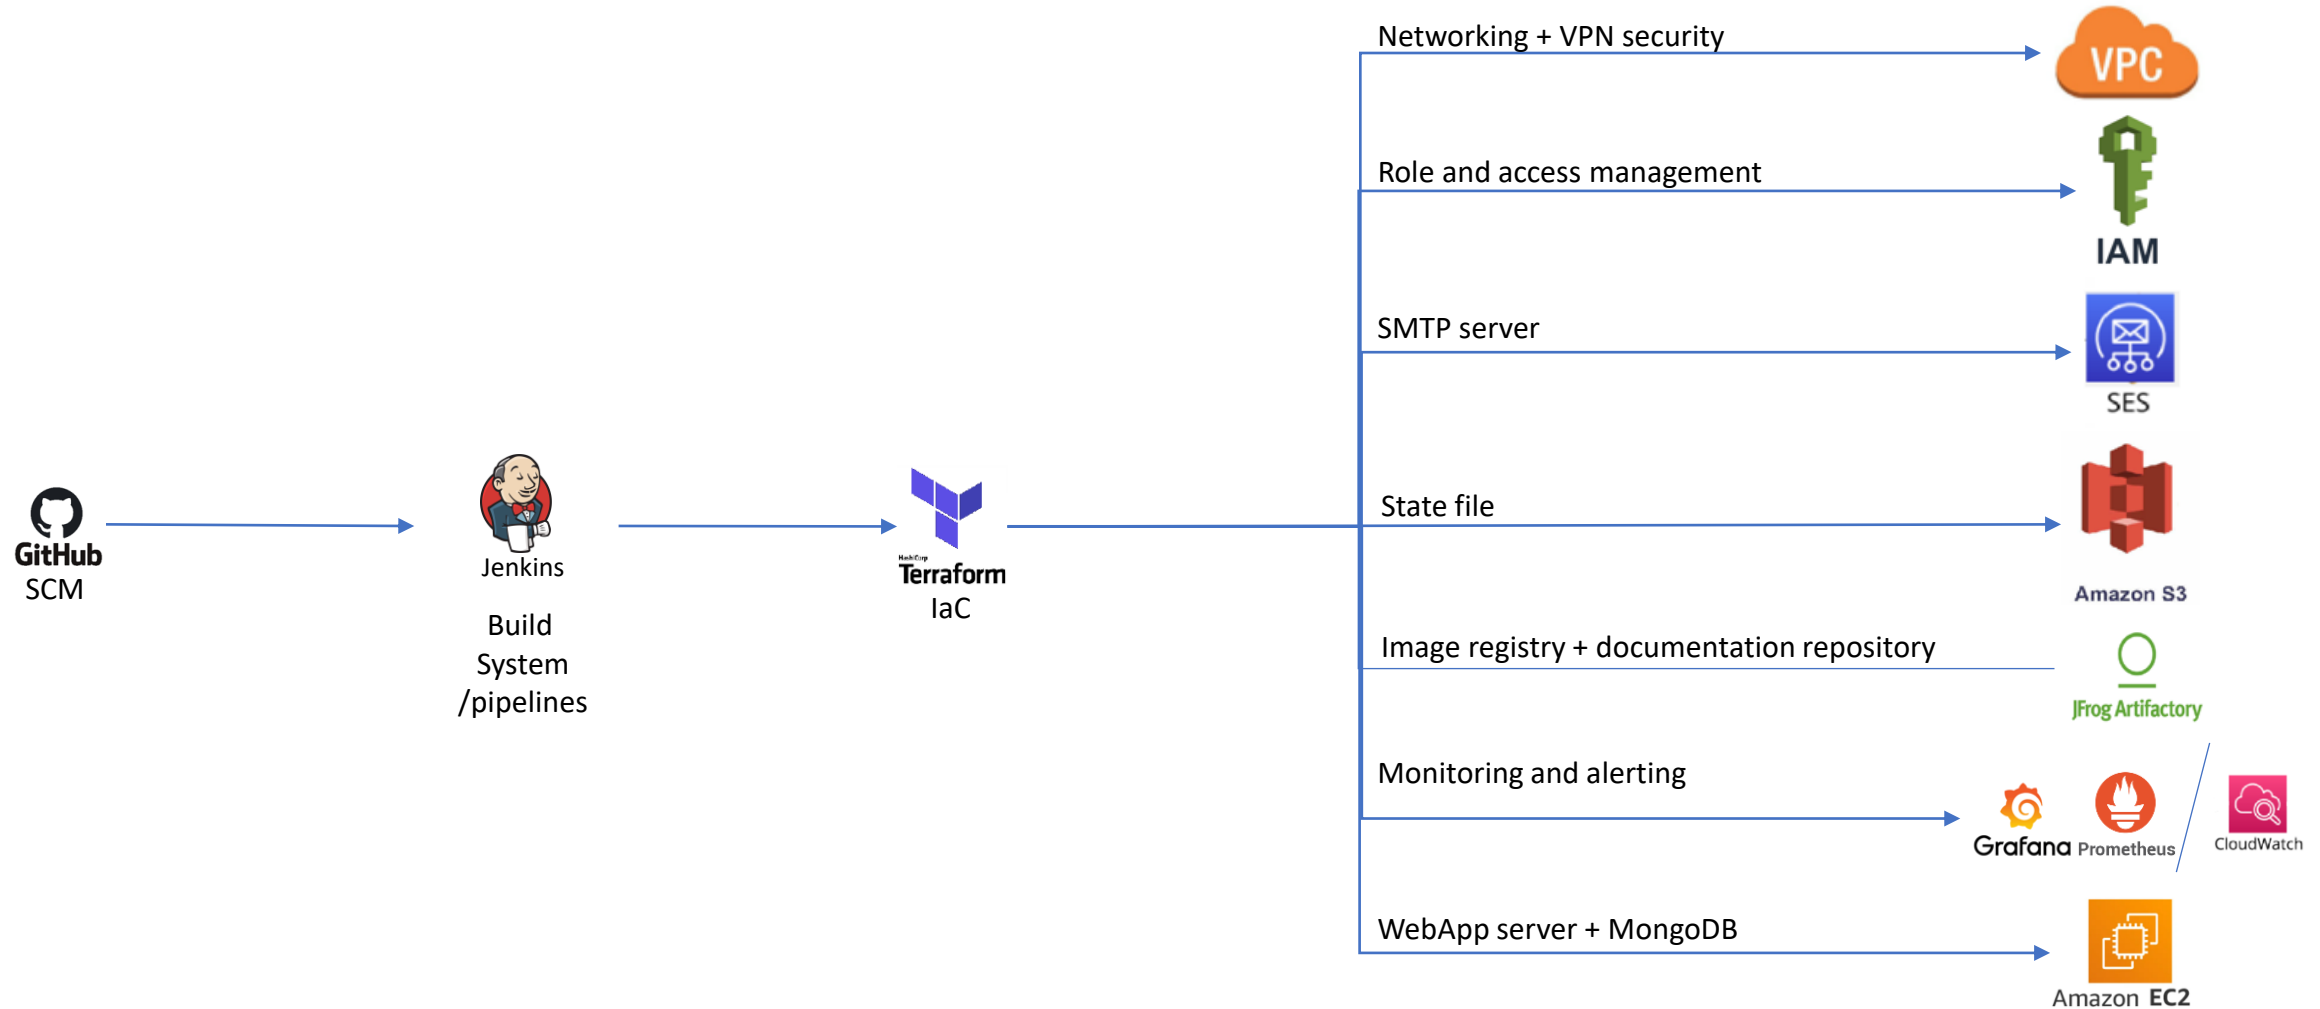 Networking + VPN security
VPC
Role and access management
IAM
SMTP server
SES
State file
Amazon S3
GitHub
SCM
Jenkins
Build
System
/pipelines
HashiCorp
Terraform
IaC
Image registry + documentation repository
JFrog Artifactory
Monitoring and alerting
Grafana
Prometheus
CloudWatch
WebApp server + MongoDB
Amazon EC2